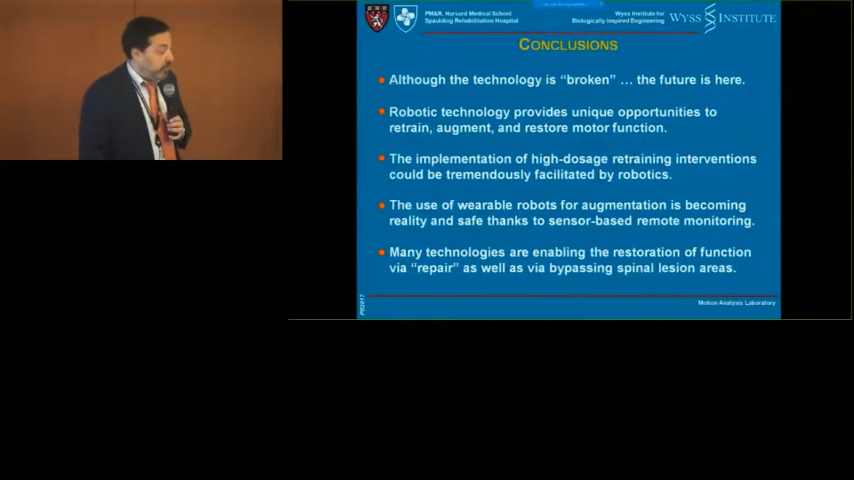 PM&R, Harvard Medical School
Spaulding Rehabilitation Hospital
Wyss Institute for
Biologically Inspired Engineering
WYSS INSTITUTE
CONCLUSIONS
Although the technology is “broken” … the future is here.
Robotic technology provides unique opportunities to
retrain, augment, and restore motor function.
The implementation of high-dosage retraining interventions
could be tremendously facilitated by robotics.
The use of wearable robots for augmentation is becoming
reality and safe thanks to sensor-based remote monitoring.
Many technologies are enabling the restoration of function
via “repair” as well as via bypassing spinal lesion areas.
Motion Analysis Laboratory